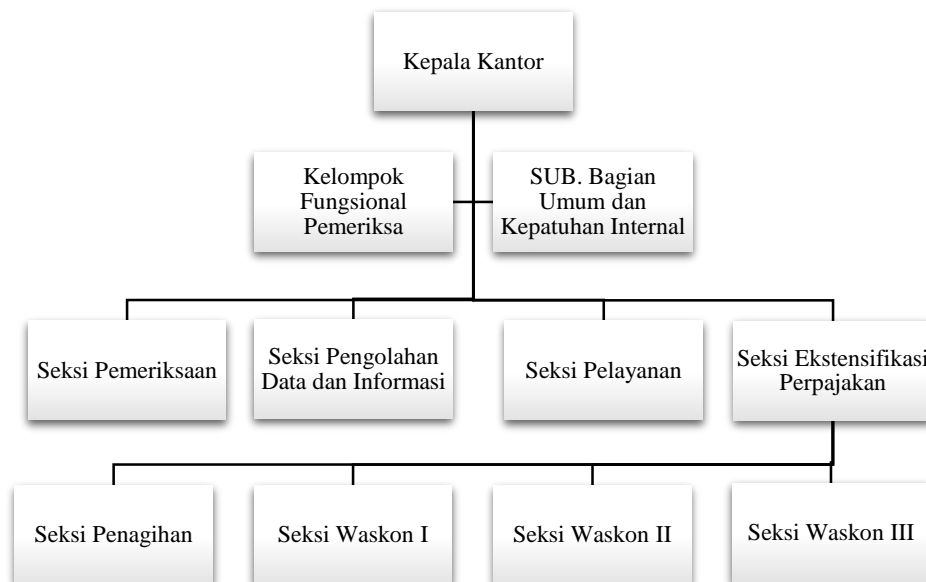 Kepala Kantor
Kelompok
Fungsional
Pemeriksa
SUB. Bagian
Umum dan
Kepatuhan Internal
Seksi Pemeriksaan
Seksi Pengolahan
Data dan Informasi
Seksi Pelayanan
Seksi Ekstensifikasi
Perpajakan
Seksi Penagihan
Seksi Waskon I
Seksi Waskon II
Seksi Waskon III